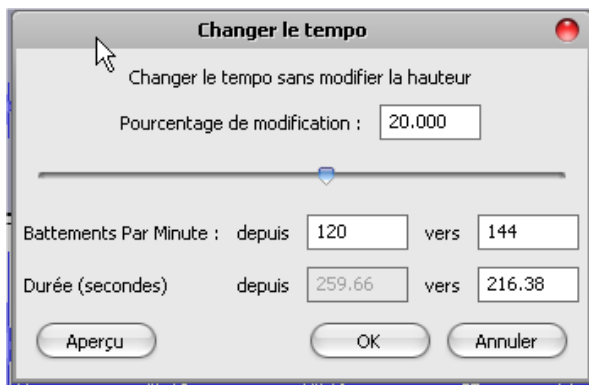 Changer le tempo
Changer le tempo sans modifier la hauteur
Pourcentage de modification : 20.000
Battements Par Minute : depuis 120 vers 144
Durée (secondes) depuis 259.66 vers 216.38
Aperçu OK Annuler